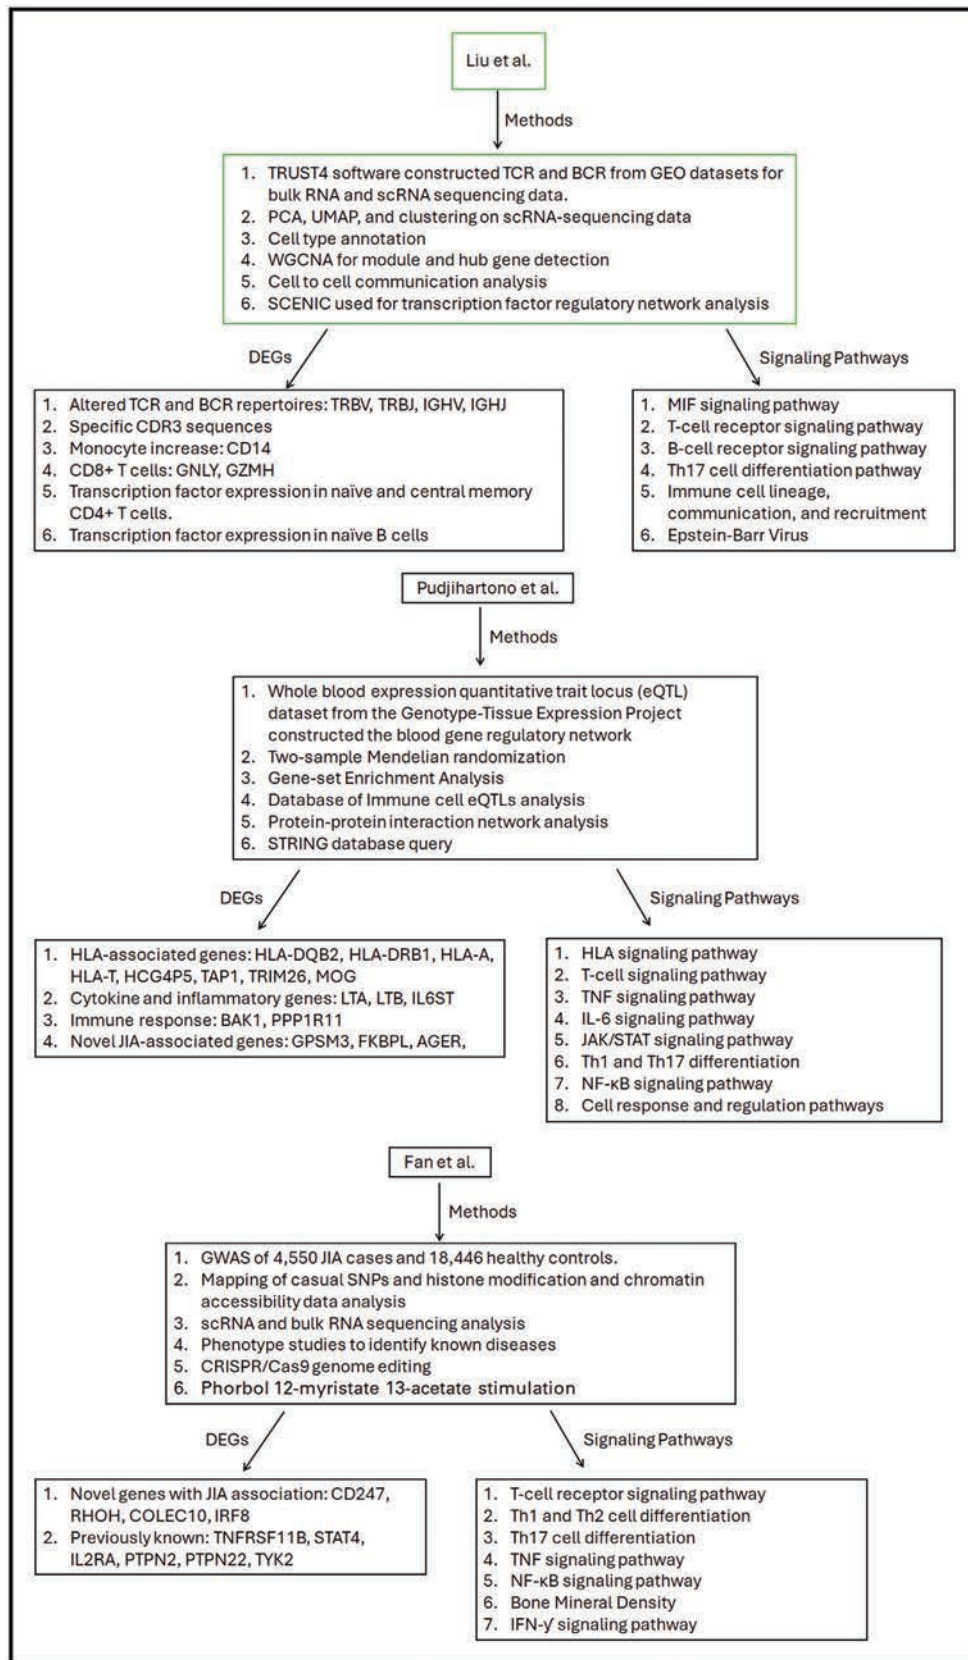 Liu et al.
Methods
1. TRUST4 software constructed TCR and BCR from GEO datasets for
bulk RNA and scRNA sequencing data.
2. PCA, UMAP, and clustering on scRNA-sequencing data
3. Cell type annotation
4. WGCNA for module and hub gene detection
5. Cell to cell communication analysis
6. SCENIC used for transcription factor regulatory network analysis
DEGs
Signaling Pathways
1. Altered TCR and BCR repertoires: TRBV, TRBJ, IGHV, IGHJ
2. Specific CDR3 sequences
3. Monocyte increase: CD14
4. CD8+ T cells: GNLY, GZMH
5. Transcription factor expression in naïve and central memory
CD4+ T cells.
6. Transcription factor expression in naïve B cells
1. MIF signaling pathway
2. T-cell receptor signaling pathway
3. B-cell receptor signaling pathway
4. Th17 cell differentiation pathway
5. Immune cell lineage,
communication, and recruitment
6. Epstein-Barr Virus
Pudjihartono et al.
Methods
1. Whole blood expression quantitative trait locus (eQTL)
dataset from the Genotype-Tissue Expression Project
constructed the blood gene regulatory network
2. Two-sample Mendelian randomization
3. Gene-set Enrichment Analysis
4. Database of Immune cell eQTLs analysis
5. Protein-protein interaction network analysis
6. STRING database query
DEGs
Signaling Pathways
1. HLA-associated genes: HLA-DQB2, HLA-DRB1, HLA-A,
HLA-T, HCG4P5, TAP1, TRIM26, MOG
2. Cytokine and inflammatory genes: LTA, LTB, IL6ST
3. Immune response: BAK1, PPP1R11
4. Novel JIA-associated genes: GPSM3, FKBPL, AGER,
1. HLA signaling pathway
2. T-cell signaling pathway
3. TNF signaling pathway
4. IL-6 signaling pathway
5. JAK/STAT signaling pathway
6. Th1 and Th17 differentiation
7. NF-κB signaling pathway
8. Cell response and regulation pathways
Fan et al.
Methods
1. GWAS of 4,550 JIA cases and 18,446 healthy controls.
2. Mapping of casual SNPs and histone modification and chromatin
accessibility data analysis
3. scRNA and bulk RNA sequencing analysis
4. Phenotype studies to identify known diseases
5. CRISPR/Cas9 genome editing
6. Phorbol 12-myristate 13-acetate stimulation
DEGs
Signaling Pathways
1. Novel genes with JIA association: CD247,
RHOH, COLEC10, IRF8
2. Previously known: TNFRSF11B, STAT4,
IL2RA, PTPN2, PTPN22, TYK2
1. T-cell receptor signaling pathway
2. Th1 and Th2 cell differentiation
3. Th17 cell differentiation
4. TNF signaling pathway
5. NF-κB signaling pathway
6. Bone Mineral Density
7. IFN-ƴ signaling pathway